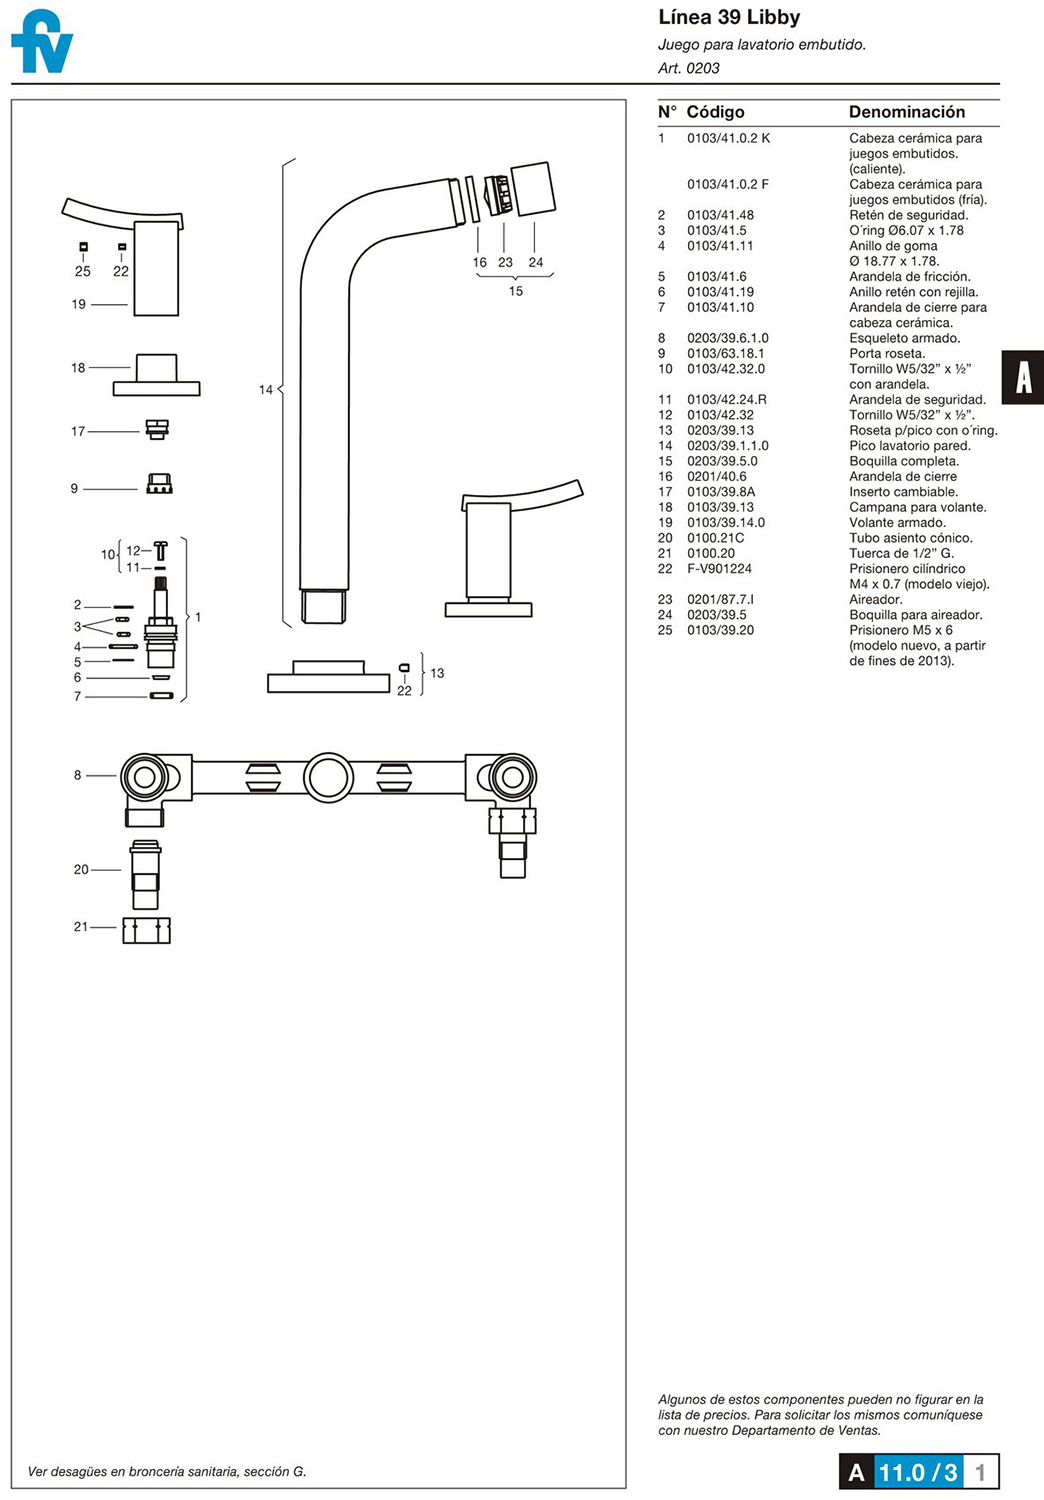 fv
Línea 39 Libby
Juego para lavatorio embutido.
Art. 0203
N° Código Denominación
1 0103/41.0.2 K Cabeza cerámica para
juegos embutidos.
(caliente).
0103/41.0.2 F Cabeza cerámica para
juegos embutidos (fría).
2 0103/41.48 Retén de seguridad.
3 0103/41.5 O´ring Ø6.07 x 1.78
4 0103/41.11 Anillo de goma
Ø 18.77 x 1.78.
5 0103/41.6 Arandela de fricción.
6 0103/41.19 Anillo retén con rejilla.
7 0103/41.10 Arandela de cierre para
cabeza cerámica.
8 0203/39.6.1.0 Esqueleto armado.
9 0103/63.18.1 Porta roseta.
10 0103/42.32.0 Tornillo W5/32” x ½”
con arandela.
11 0103/42.24.R Arandela de seguridad.
12 0103/42.32 Tornillo W5/32” x ½”.
13 0203/39.13 Roseta p/pico con o´ring.
14 0203/39.1.1.0 Pico lavatorio pared.
15 0203/39.5.0 Boquilla completa.
16 0201/40.6 Arandela de cierre
17 0103/39.8A Inserto cambiable.
18 0103/39.13 Campana para volante.
19 0103/39.14.0 Volante armado.
20 0100.21C Tubo asiento cónico.
21 0100.20 Tuerca de 1/2” G.
22 F-V901224 Prisionero cilíndrico
M4 x 0.7 (modelo viejo).
23 0201/87.7.I Aireador.
24 0203/39.5 Boquilla para aireador.
25 0103/39.20 Prisionero M5 x 6
(modelo nuevo, a partir
de fines de 2013).
A
16 23 24
15
25 22
19
18
14
17
9
10 12
11
2
1
3
4
5
6
7
13
22
8
20
21
Algunos de estos componentes pueden no figurar en la
lista de precios. Para solicitar los mismos comuníquese
con nuestro Departamento de Ventas.
Ver desagües en broncería sanitaria, sección G.
A 11.0 / 3 1